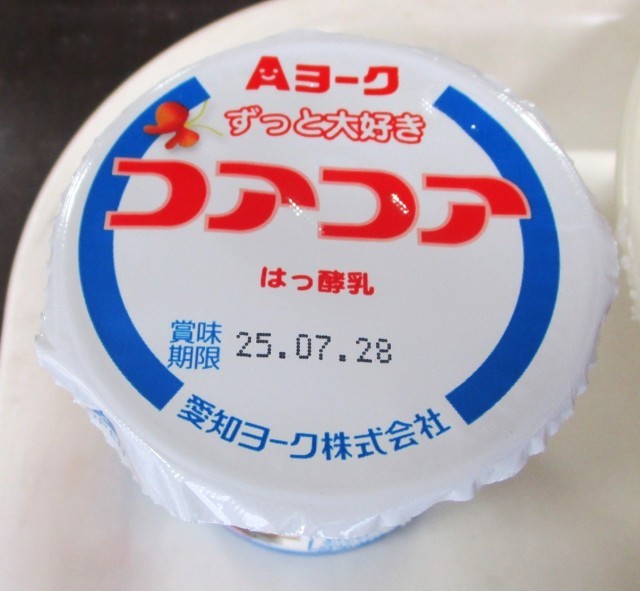 Aヨーク
ずっと大好き
コアコア
はっ酵乳
賞味
期限 25.07.28
愛知ヨーク株式会社